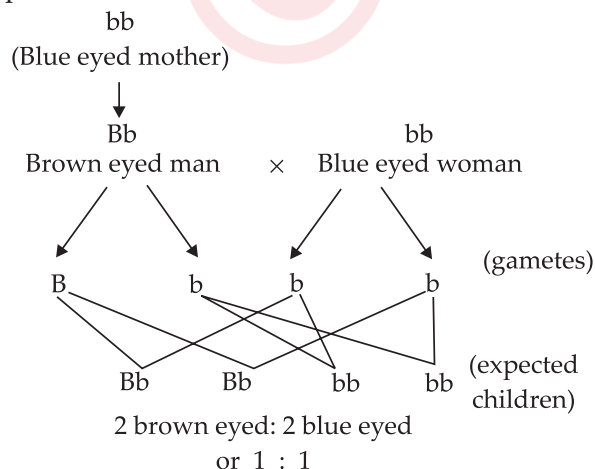 bb
(Blue eyed mother)
Bb bb
Brown eyed man × Blue eyed woman
(gametes)
B b b b
(expected
Bb Bb bb bb
children)
2 brown eyed: 2 blue eyed
or 1 : 1